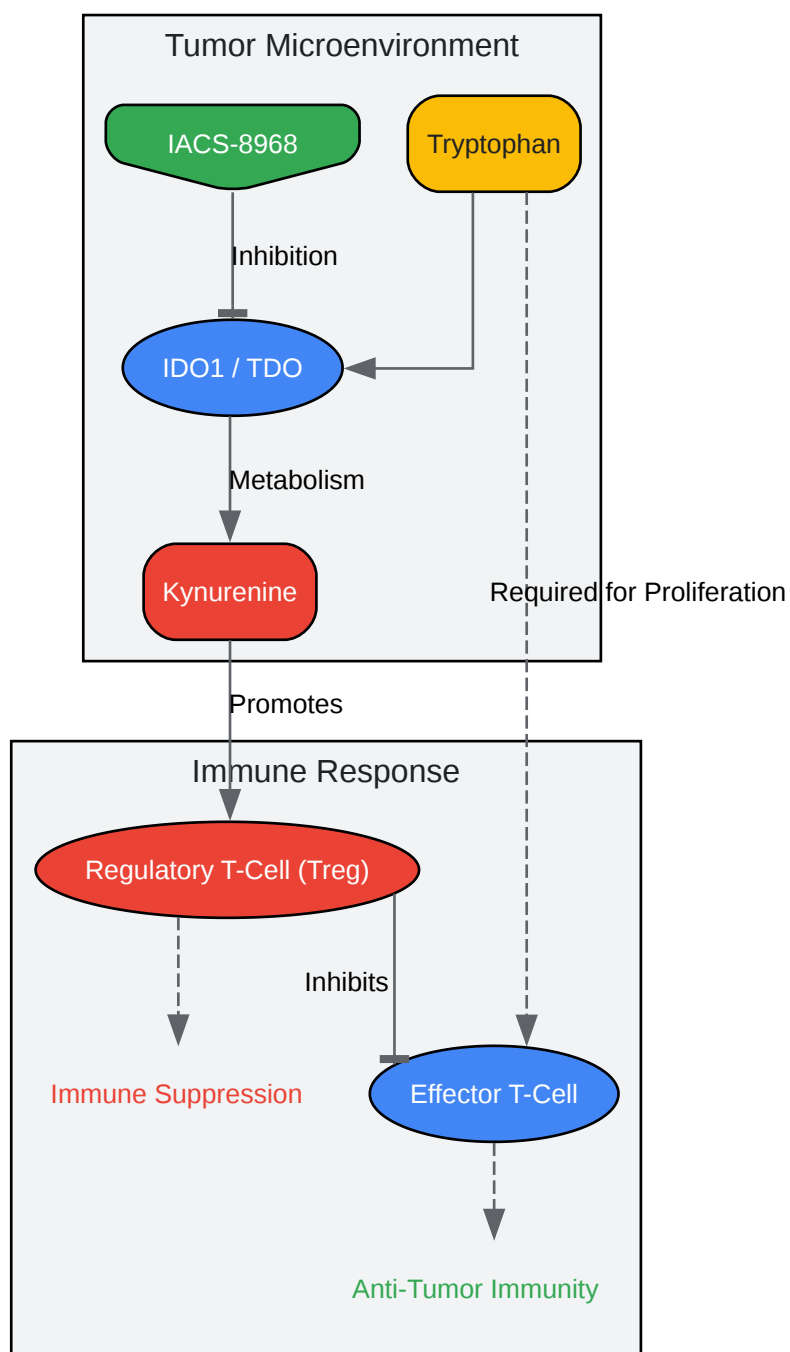 Tumor Microenvironment
IACS-8968
Tryptophan
Inhibition
IDO1 / TDO
Metabolism
Kynurenine
Required for Proliferation
Promotes
Immune Response
Regulatory T-Cell (Treg)
Inhibits
Immune Suppression
Effector T-Cell
Anti-Tumor Immunity